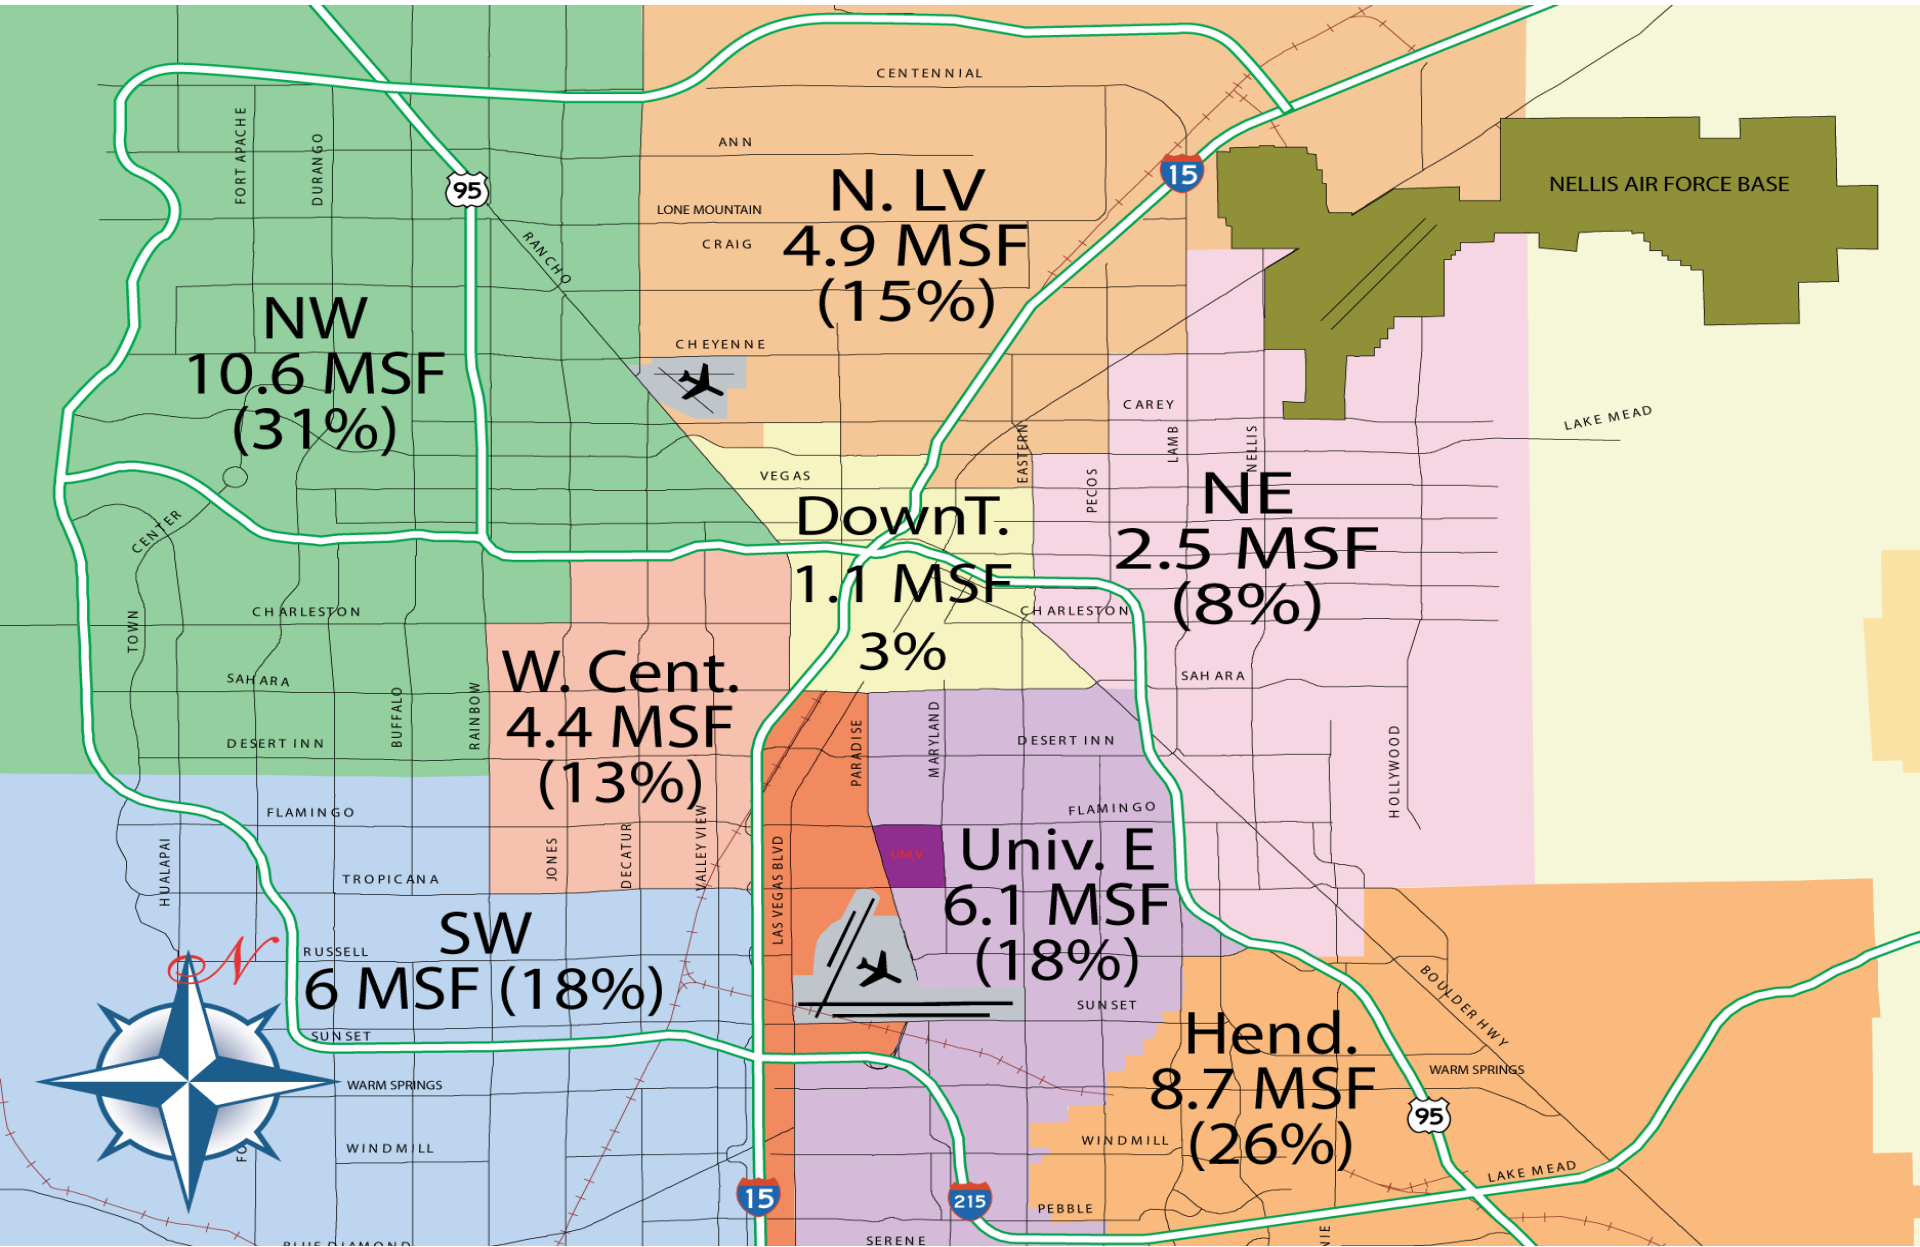 CENTENNIAL
ANN
FORT APACHE
DURANGO
95
15
NELLIS AIR FORCE BASE
N. LV
4.9 MSF
(15%)
LONE MOUNTAIN
CRAIG
RANCHO
NW
10.6 MSF
(31%)
CHEYENNE
CAREY
LAKE MEAD
EASTERN
LAMB
NELLIS
PECOS
VEGAS
NE
2.5 MSF
(8%)
DownT.
1.1 MSF
3%
TOWN
CENTER
CHARLESTON
CHARLESTON
SAHARA
SAHARA
W. Cent.
4.4 MSF
(13%)
BUFFALO
RAINBOW
DESERT INN
DESERT INN
PARADISE
MARYLAND
HOLLYWOOD
FLAMINGO
FLAMINGO
HUALAPAI
JONES
DECATUR
VALLEY VIEW
LAS VEGAS BLVD
UNLV
Univ. E
6.1 MSF
(18%)
TROPICANA
SW
6 MSF (18%)
N
RUSSELL
SUNSET
SUNSET
BOULDER HWY
Hend.
8.7 MSF
(26%)
WARM SPRINGS
WARM SPRINGS
95
WINDMILL
WINDMILL
FO
LAKE MEAD
15
215
PEBBLE
SERENE
NIE
BLUE DIAMOND